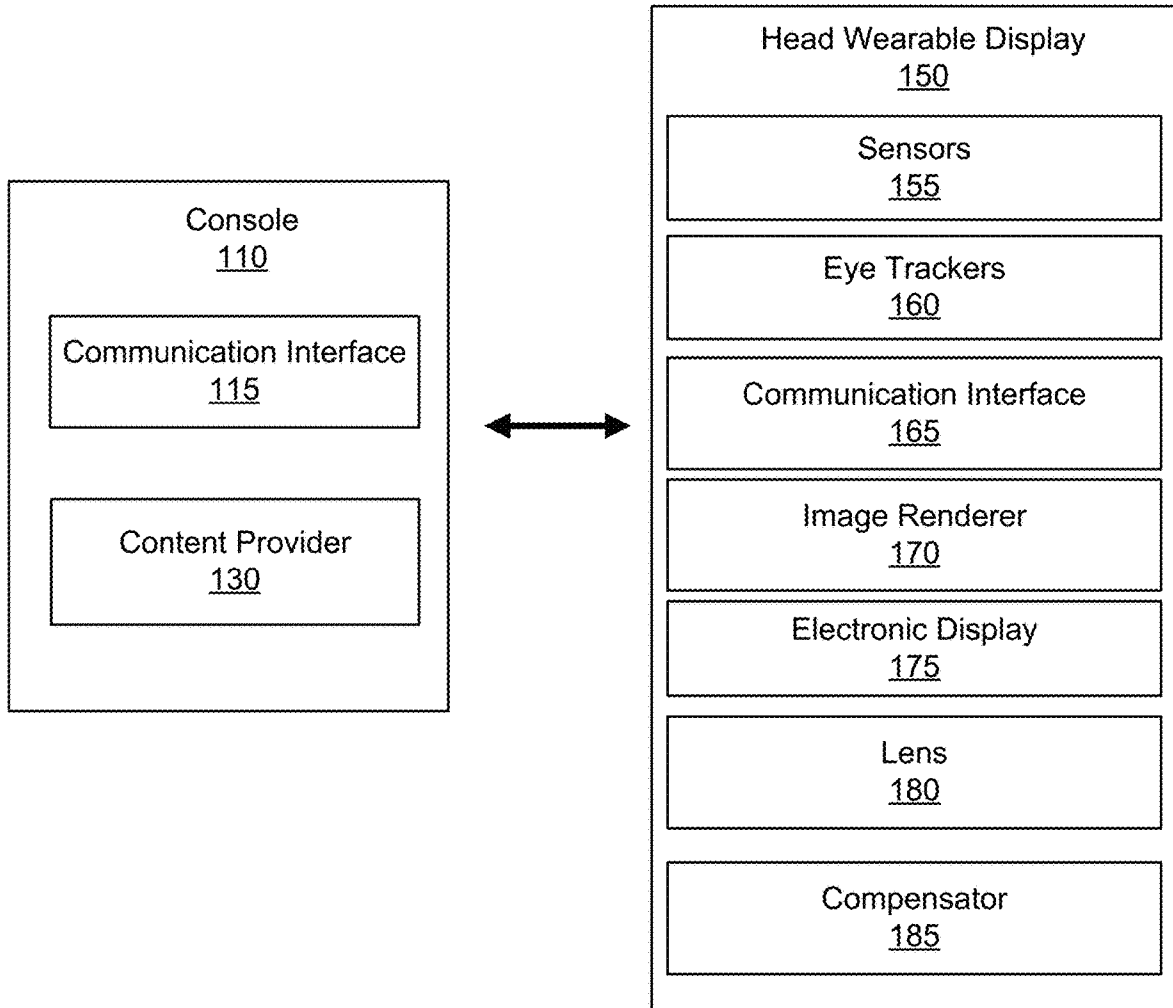 Console
110
Communication Interface
115
Content Provider
130
Head Wearable Display
150
Sensors
155
Eye Trackers
160
Communication Interface
165
Image Renderer
170
Electronic Display
175
Lens
180
Compensator
185